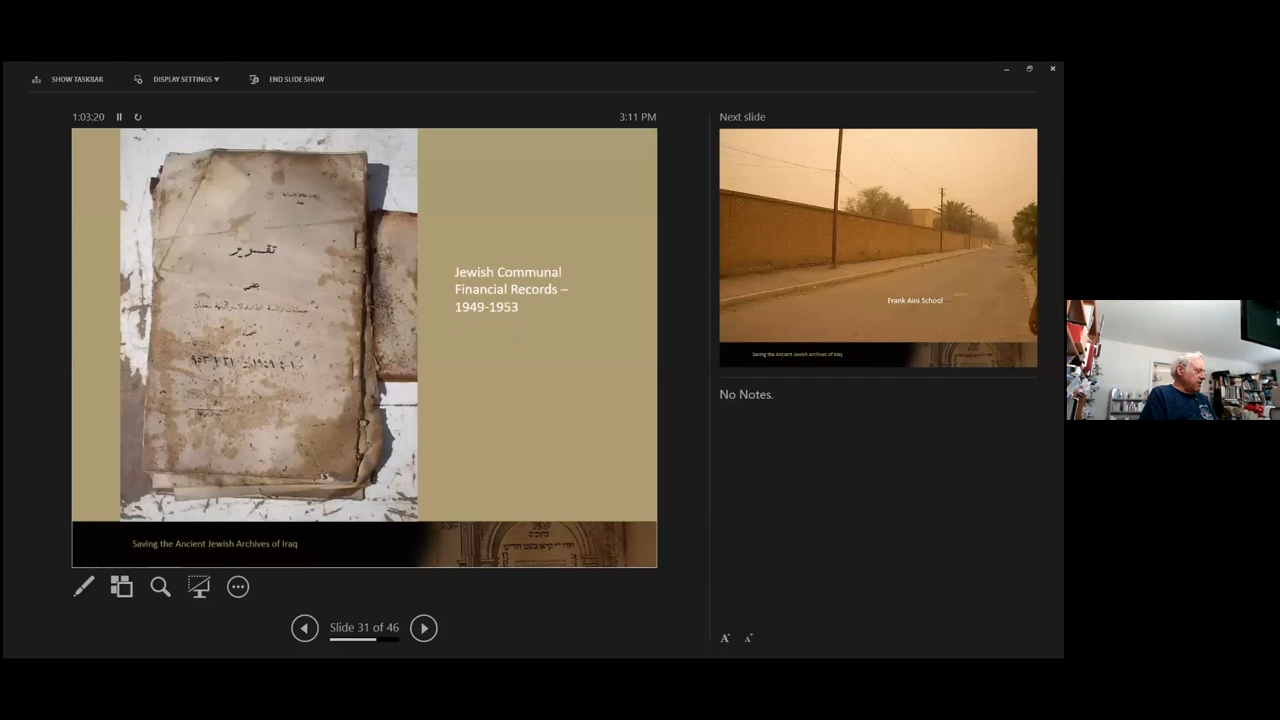 SHOW TASKBAR
DISPLAY SETTINGS ▾
END SLIDE SHOW
1:03:20
3:11 PM
تقرير
Jewish Communal
Financial Records –
1949-1953
Saving the Ancient Jewish Archives of Iraq
Slide 31 of 46
Next slide
Frank Aini School
Saving the Ancient Jewish Archives of Iraq
No Notes.
A
A